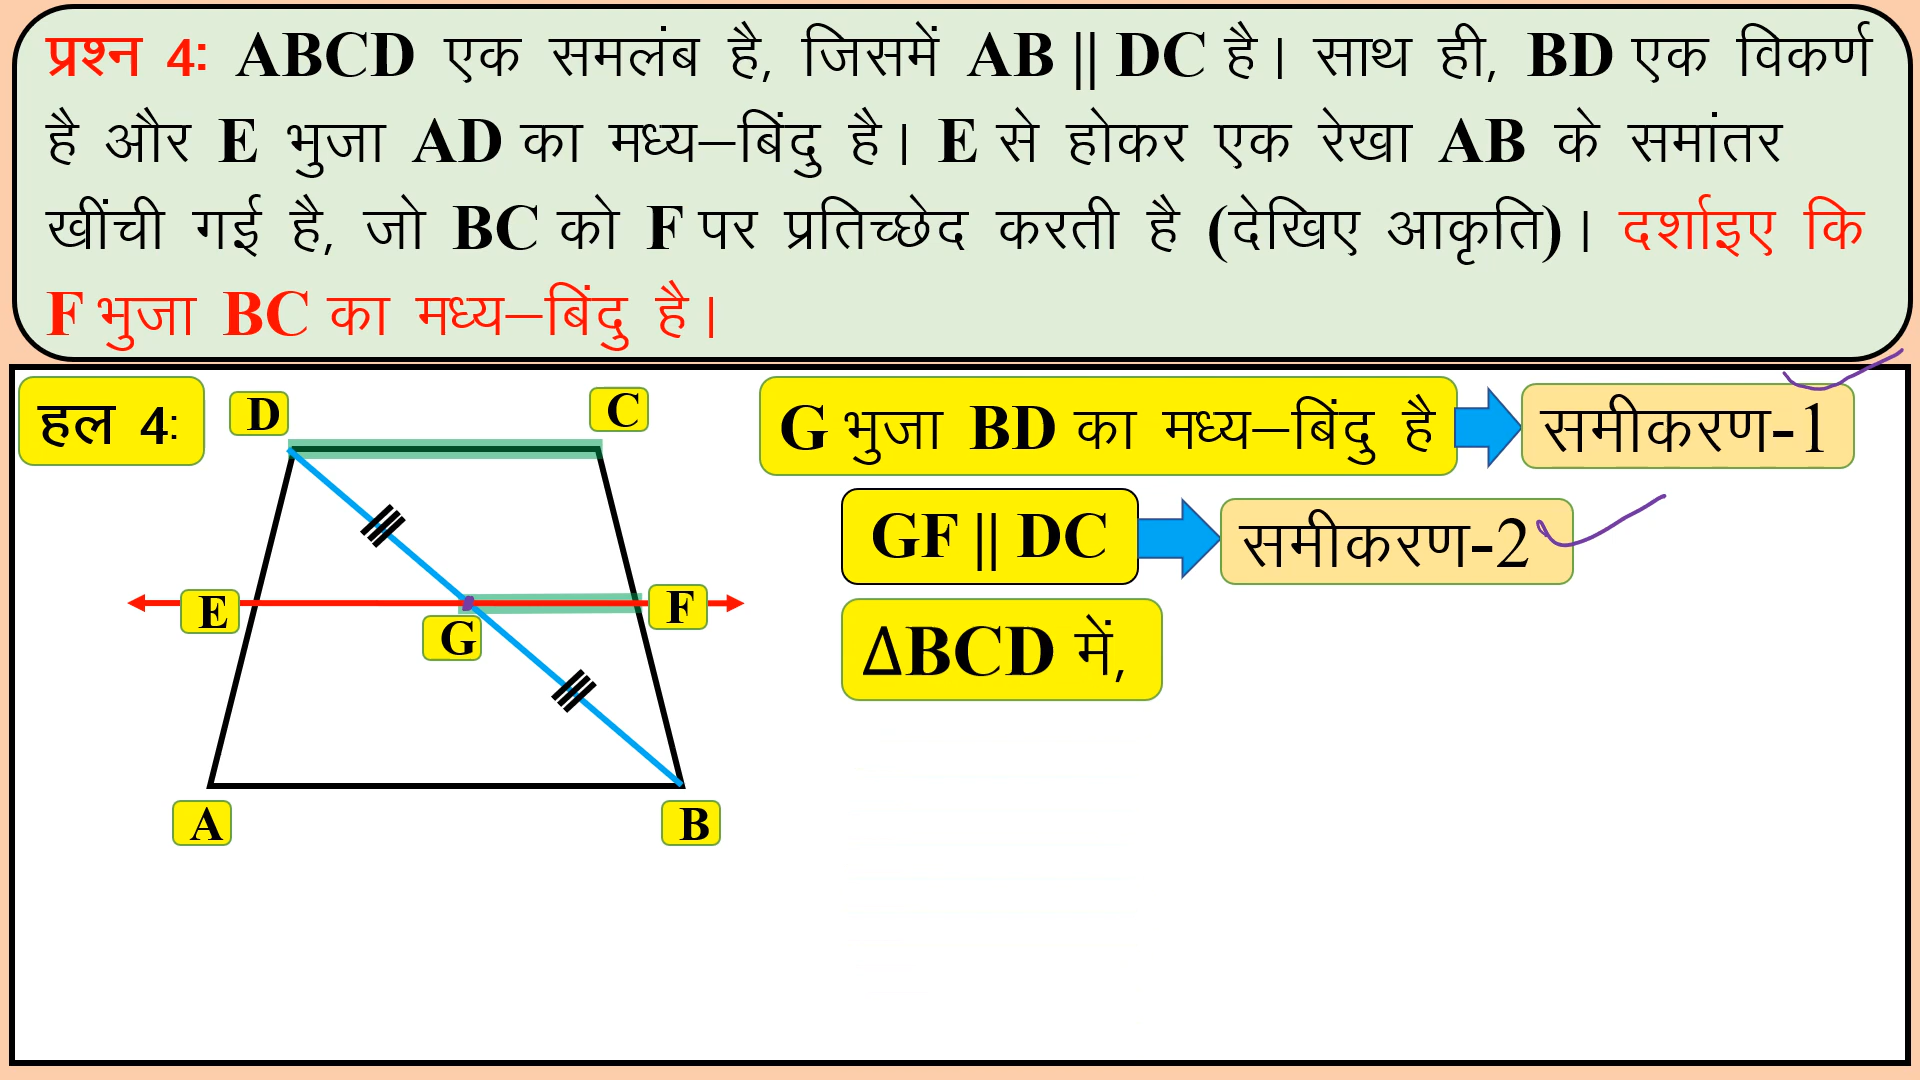 प्रश्न 4: ABCD एक समलंब है, जिसमें AB || DC है। साथ ही, BD एक विकर्ण
है और E भुजा AD का मध्य–बिंदु है। E से होकर एक रेखा AB के समांतर
खींची गई है, जो BC को F पर प्रतिच्छेद करती है (देखिए आकृति)। दर्शाइए कि
F भुजा BC का मध्य–बिंदु है।
हल 4:
D
C
G भुजा BD का मध्य–बिंदु है
समीकरण-1
GF || DC
समीकरण-2
E
F
G
ΔBCD में,
A
B